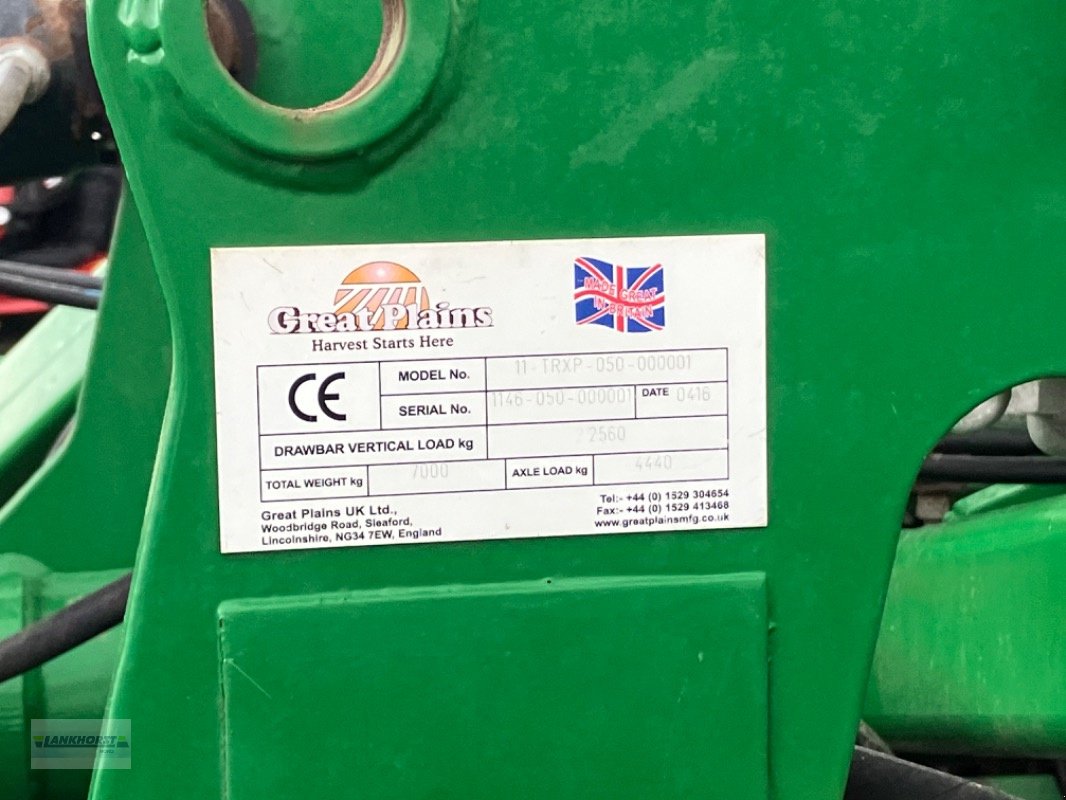 Great Plains
Harvest Starts Here
MADE GREAT
IN BRITAIN
CE
MODEL No. 11-TRXP-050-000001
SERIAL No. 1146-050-000001 DATE 0416
DRAWBAR VERTICAL LOAD kg 2560
TOTAL WEIGHT kg 7000 AXLE LOAD kg 4440
Great Plains UK Ltd.,
Woodbridge Road, Sleaford,
Lincolnshire, NG34 7EW, England
Tel:- +44 (0) 1529 304654
Fax:- +44 (0) 1529 413468
www.greatplainsmfg.co.uk
LANKHORST